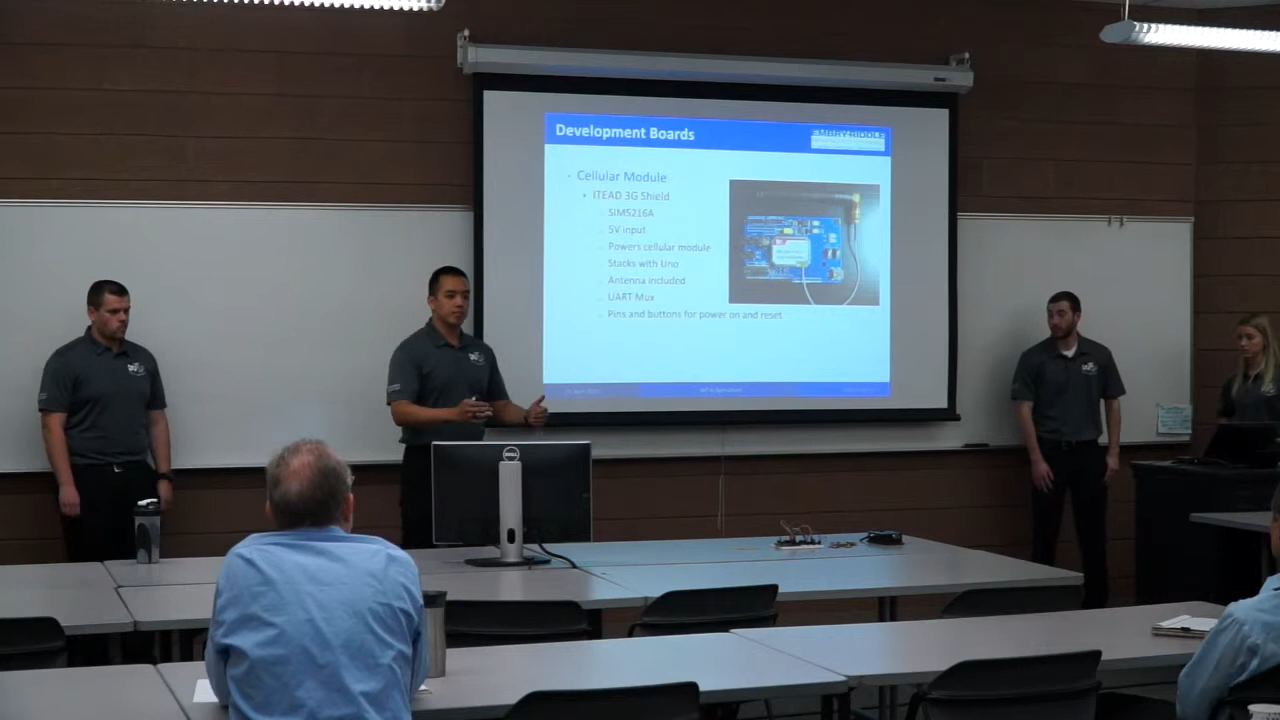 Development Boards
EMBRY-RIDDLE
Cellular Module
ITEAD 3G Shield
SIM5216A
5V input
Powers cellular module
Stacks with Uno
Antenna included
UART Mux
Pins and buttons for power on and reset
DELL